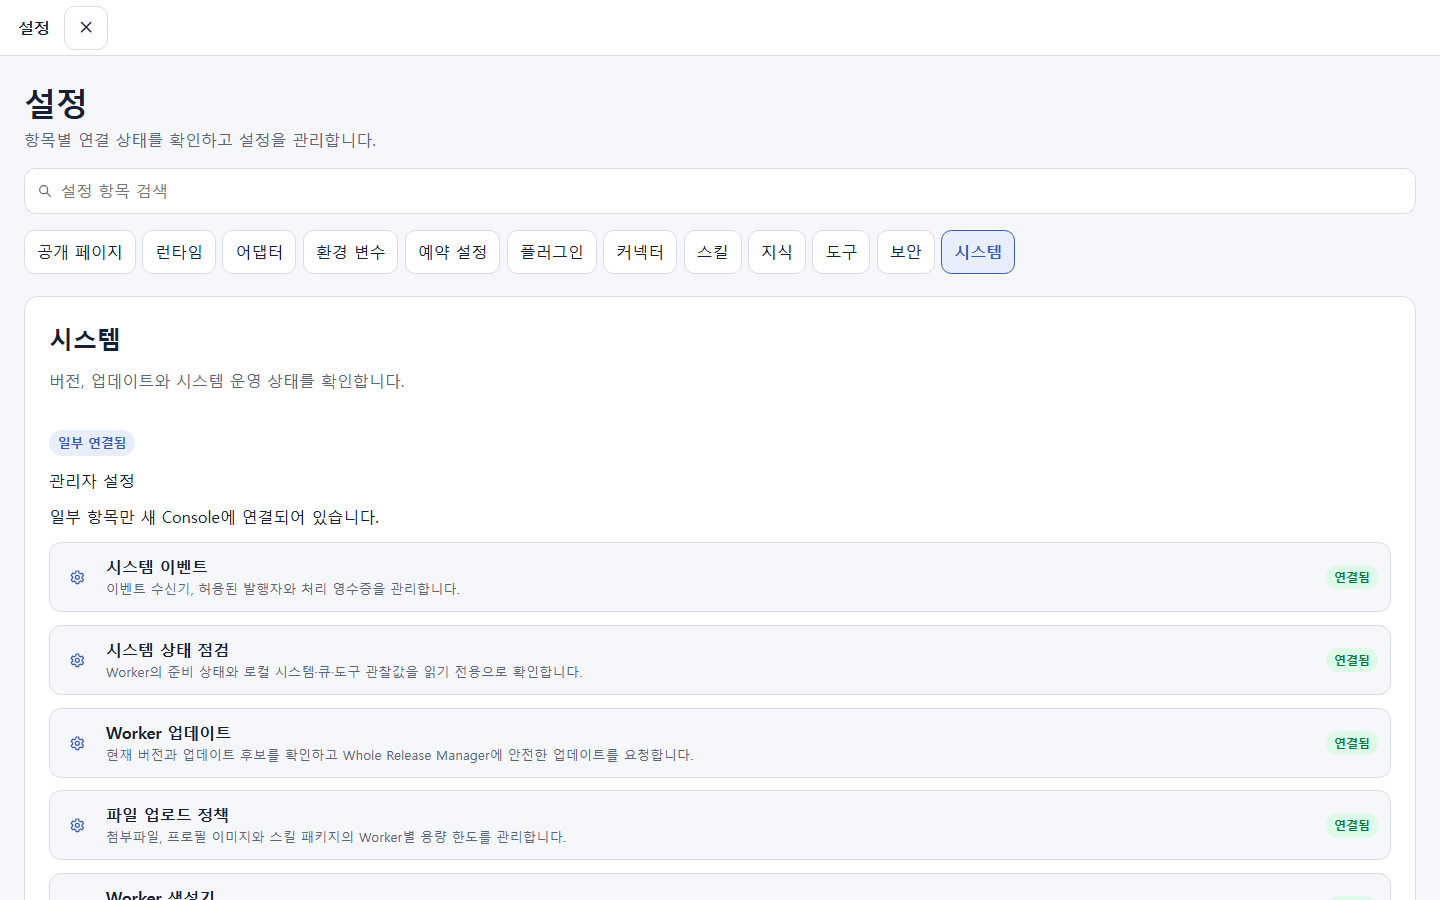 설정
설정
항목별 연결 상태를 확인하고 설정을 관리합니다.
설정 항목 검색
공개 페이지 런타임 어댑터 환경 변수 예약 설정 플러그인 커넥터 스킬 지식 도구 보안 시스템
시스템
버전, 업데이트와 시스템 운영 상태를 확인합니다.
일부 연결됨
관리자 설정
일부 항목만 새 Console에 연결되어 있습니다.
시스템 이벤트
이벤트 수신기, 허용된 발행자와 처리 영수증을 관리합니다.
연결됨
시스템 상태 점검
Worker의 준비 상태와 로컬 시스템·큐·도구 관찰값을 읽기 전용으로 확인합니다.
연결됨
Worker 업데이트
현재 버전과 업데이트 후보를 확인하고 Whole Release Manager에 안전한 업데이트를 요청합니다.
연결됨
파일 업로드 정책
첨부파일, 프로필 이미지와 스킬 패키지의 Worker별 용량 한도를 관리합니다.
연결됨
Worker 생성기